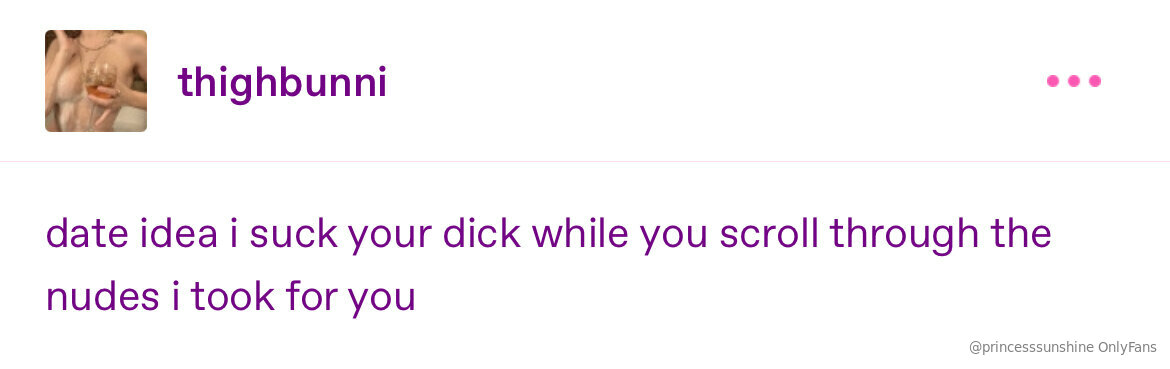 thighbunni
date idea i suck your dick while you scroll through the
nudes i took for you
@princesssunshine OnlyFans